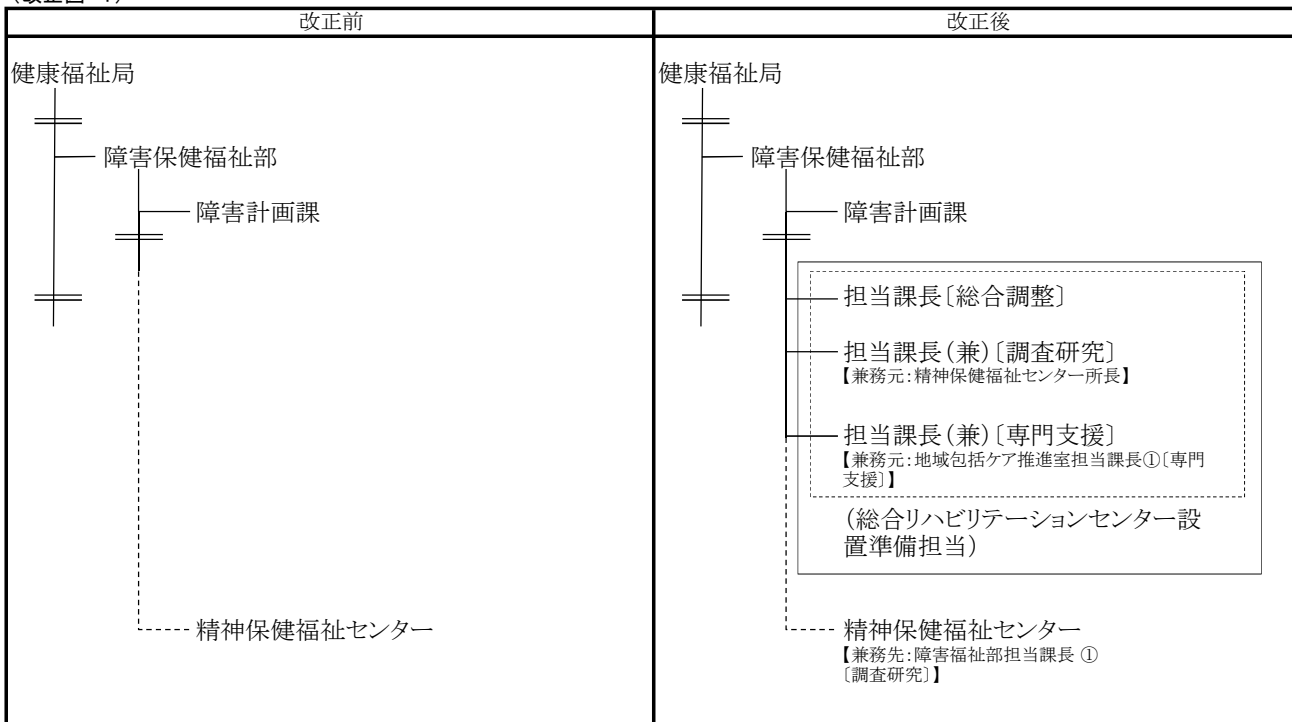 改正前
健康福祉局
障害保健福祉部
障害計画課
精神保健福祉センター
改正後
健康福祉局
障害保健福祉部
障害計画課
担当課長〔総合調整〕
担当課長(兼)〔調査研究〕
【兼務元:精神保健福祉センター所長】
担当課長(兼)〔専門支援〕
【兼務元:地域包括ケア推進室担当課長①〔専門
支援〕】
(総合リハビリテーションセンター設
置準備担当)
精神保健福祉センター
【兼務先:障害福祉部担当課長 ①
〔調査研究〕】